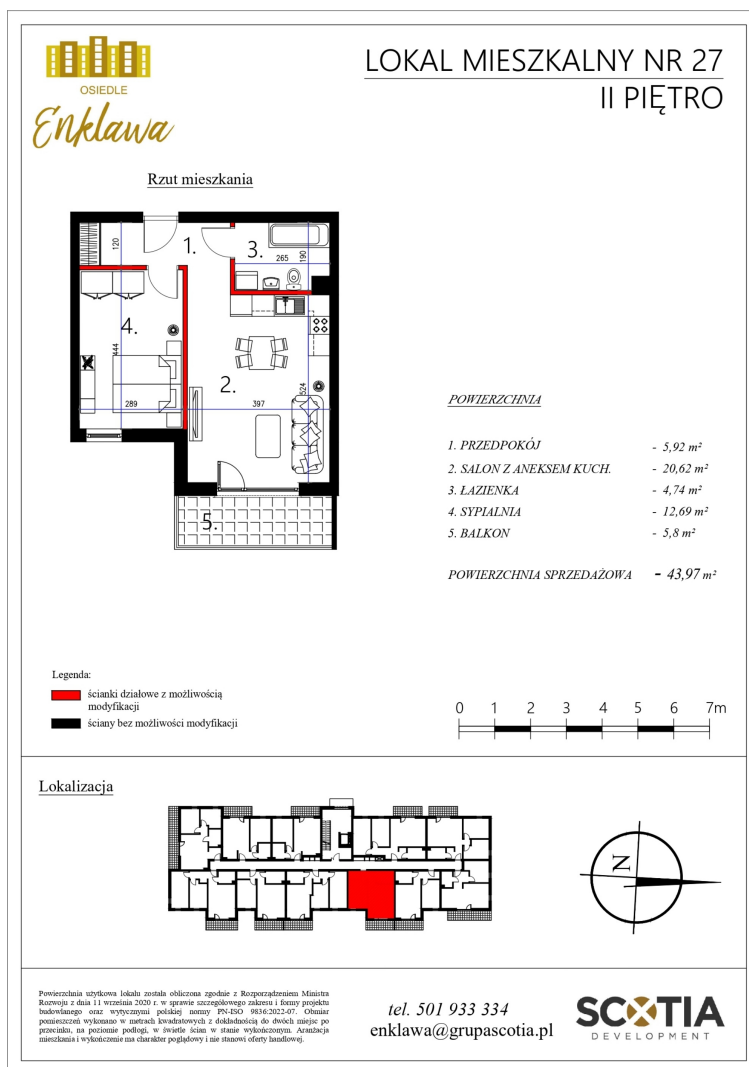 OSIEDLE
Enklawa
LOKAL MIESZKALNY NR 27
II PIĘTRO
Rzut mieszkania
1.
120
3.
265
190
4.
444
289
2.
397
524
5.
POWIERZCHNIA
1. PRZEDPOKÓJ - 5,92 m²
2. SALON Z ANEKSEM KUCH. - 20,62 m²
3. ŁAZIENKA - 4,74 m²
4. SYPIALNIA - 12,69 m²
5. BALKON - 5,8 m²
POWIERZCHNIA SPRZEDAŻOWA - 43,97 m²
Legenda:
ścianki działowe z możliwością
modyfikacji
ściany bez możliwości modyfikacji
0 1 2 3 4 5 6 7m
Lokalizacja
N
Powierzchnia użytkowa lokalu została obliczona zgodnie z Rozporządzeniem Ministra
Rozwoju z dnia 11 września 2020 r. w sprawie szczegółowego zakresu i formy projektu
budowlanego oraz wytycznymi polskiej normy PN-ISO 9836:2022-07. Obmiar
pomieszczeń wykonano w metrach kwadratowych z dokładnością do dwóch miejsc po
przecinku, na poziomie podłogi, w świetle ścian w stanie wykończonym. Aranżacja
mieszkania i wykończenie ma charakter poglądowy i nie stanowi oferty handlowej.
tel. 501 933 334
enklawa@grupascotia.pl
SCOTIA
DEVELOPMENT